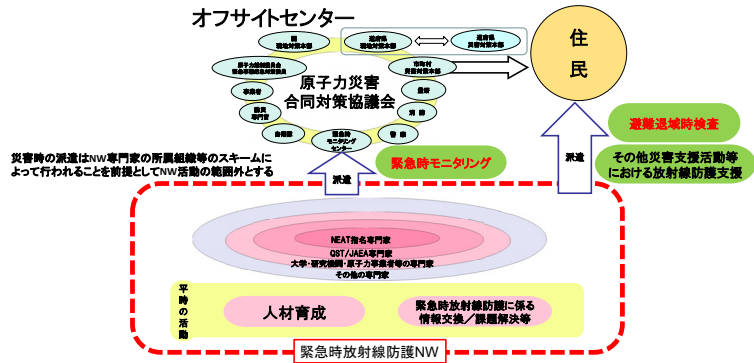 オフサイトセンター
国
現地対策本部
道府県
現地対策本部
道府県
災害対策本部
原子力規制委員会
緊急事態応急対策委員
市町村
災害対策本部
事業者
原子力災害
合同対策協議会
防災
専門官
消防
自衛隊
緊急時
モニタリング
センター
警察
住
民
派遣
緊急時モニタリング
派遣
避難退域時検査
その他災害支援活動等
における放射線防護支援
災害時の派遣はNW専門家の所属組織等のスキームに
よって行われることを前提としてNW活動の範囲外とする
NEAT指名専門家
QST/JAEA専門家
大学・研究機関・原子力事業者等の専門家
その他の専門家
平時の活動
人材育成
緊急時放射線防護に係る
情報交換／課題解決等
緊急時放射線防護NW